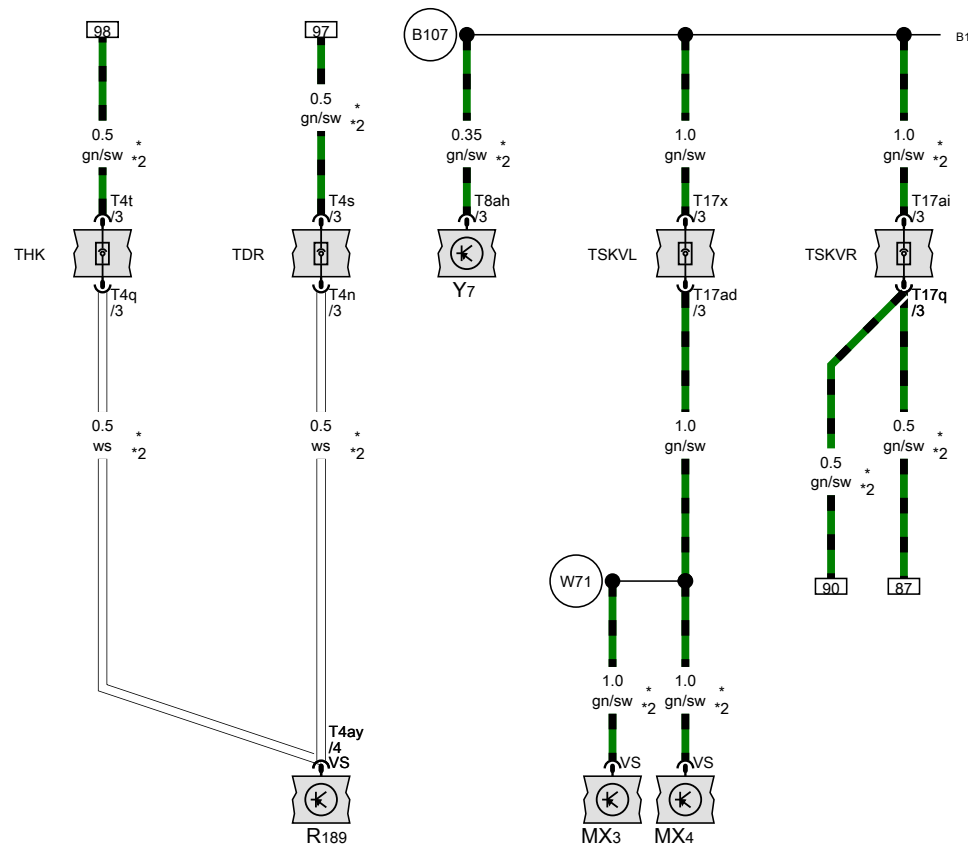 98
97
B107
B1
0.5
gn/sw
*
*2
0.5
gn/sw
*
*2
0.35
gn/sw
*
*2
1.0
gn/sw
1.0
gn/sw
*
*2
T4t
/3
T4s
/3
T8ah
/3
T17x
/3
T17ai
/3
THK
TDR
Y7
TSKVL
TSKVR
T4q
/3
T4n
/3
T17ad
/3
T17q
/3
0.5
ws
*
*2
0.5
ws
*
*2
1.0
gn/sw
0.5
gn/sw
*
*2
0.5
gn/sw
*
*2
W71
90
87
1.0
gn/sw
*
*2
1.0
gn/sw
*
*2
T4ay
/4
VS
VS
VS
R189
MX3
MX4